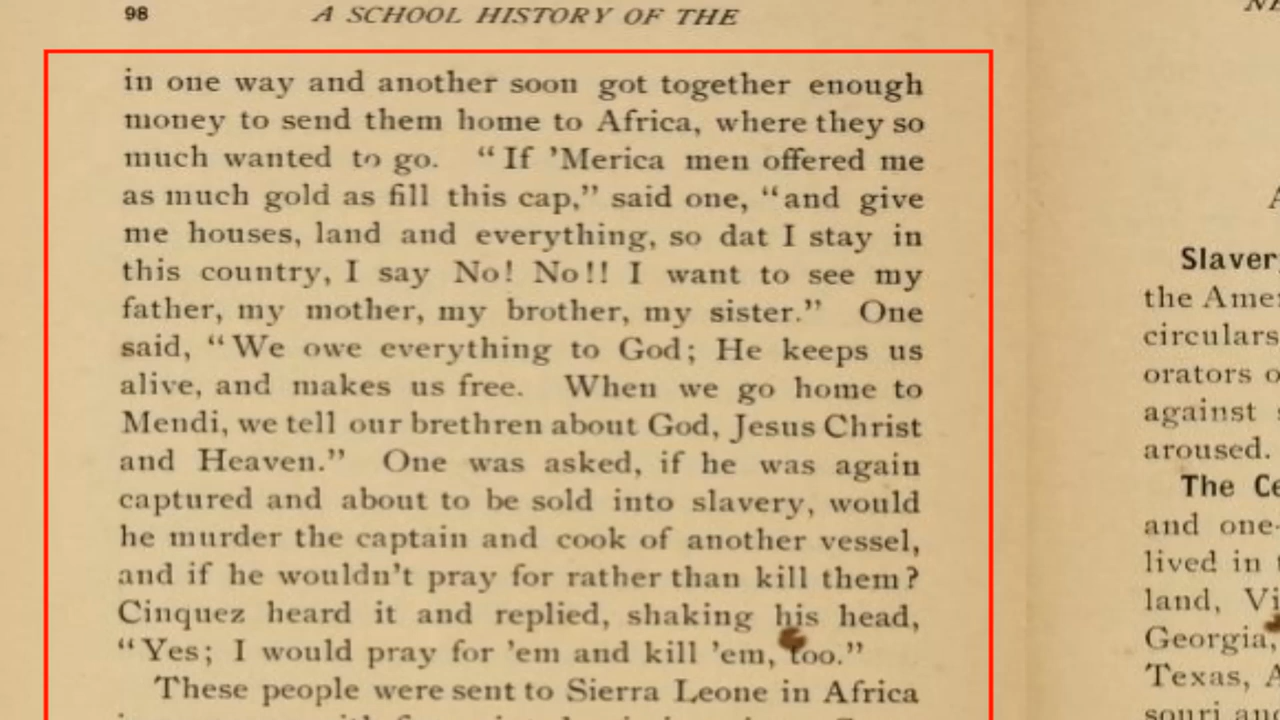 98 A SCHOOL HISTORY OF THE
in one way and another soon got together enough
money to send them home to Africa, where they so
much wanted to go. “If ’Merica men offered me
as much gold as fill this cap,” said one, “and give
me houses, land and everything, so dat I stay in
this country, I say No! No!! I want to see my
father, my mother, my brother, my sister.” One
said, “We owe everything to God; He keeps us
alive, and makes us free. When we go home to
Mendi, we tell our brethren about God, Jesus Christ
and Heaven.” One was asked, if he was again
captured and about to be sold into slavery, would
he murder the captain and cook of another vessel,
and if he wouldn’t pray for rather than kill them?
Cinquez heard it and replied, shaking his head,
“Yes; I would pray for ’em and kill ’em, too.”
These people were sent to Sierra Leone in Africa
Slaver
the Amer
circulars
orators o
against
aroused.
The Ce
and one-
lived in
land, Vi
Georgia,
Texas, A
souri and